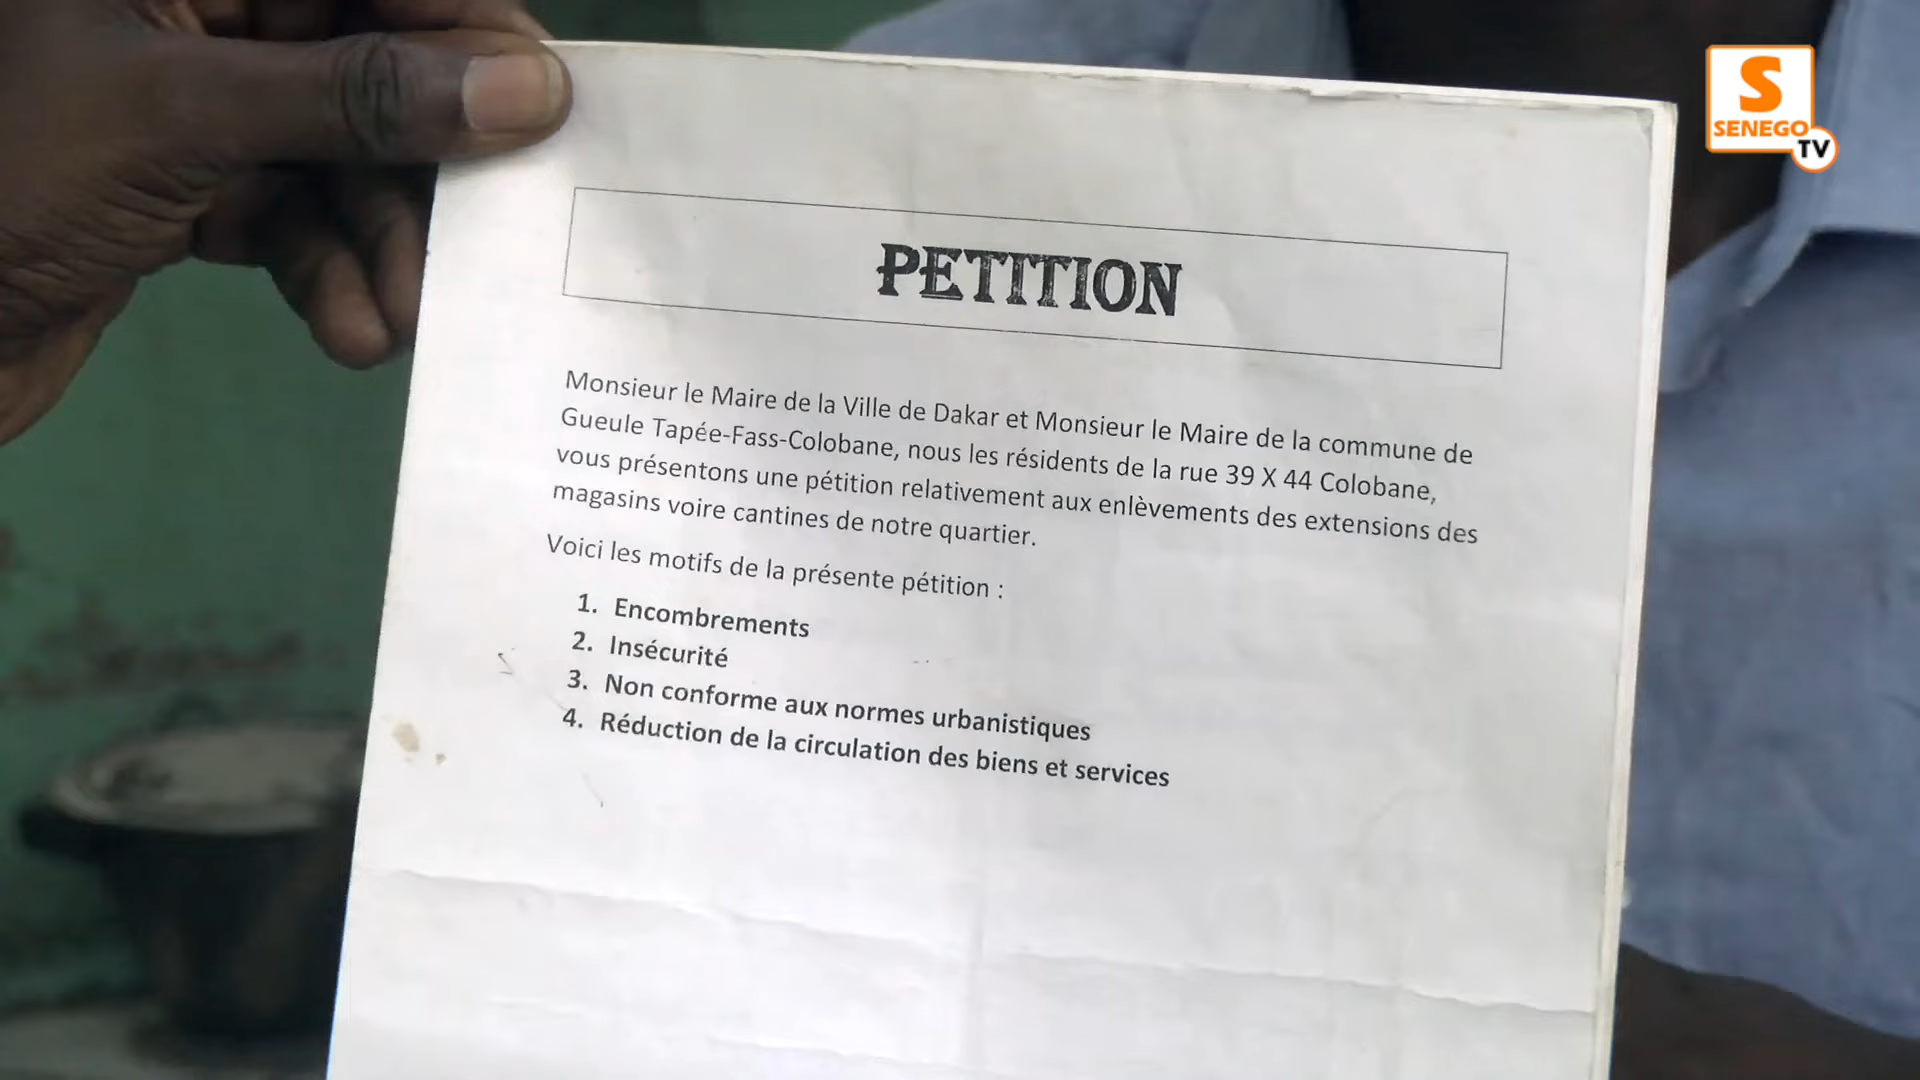 S
SENEGO
TV
PETITION
Monsieur le Maire de la Ville de Dakar et Monsieur le Maire de la commune de
Gueule Tapée-Fass-Colobane, nous les résidents de la rue 39 X 44 Colobane,
vous présentons une pétition relativement aux enlèvements des extensions des
magasins voire cantines de notre quartier.
Voici les motifs de la présente pétition :
1. Encombrements
2. Insécurité
3. Non conforme aux normes urbanistiques
4. Réduction de la circulation des biens et services